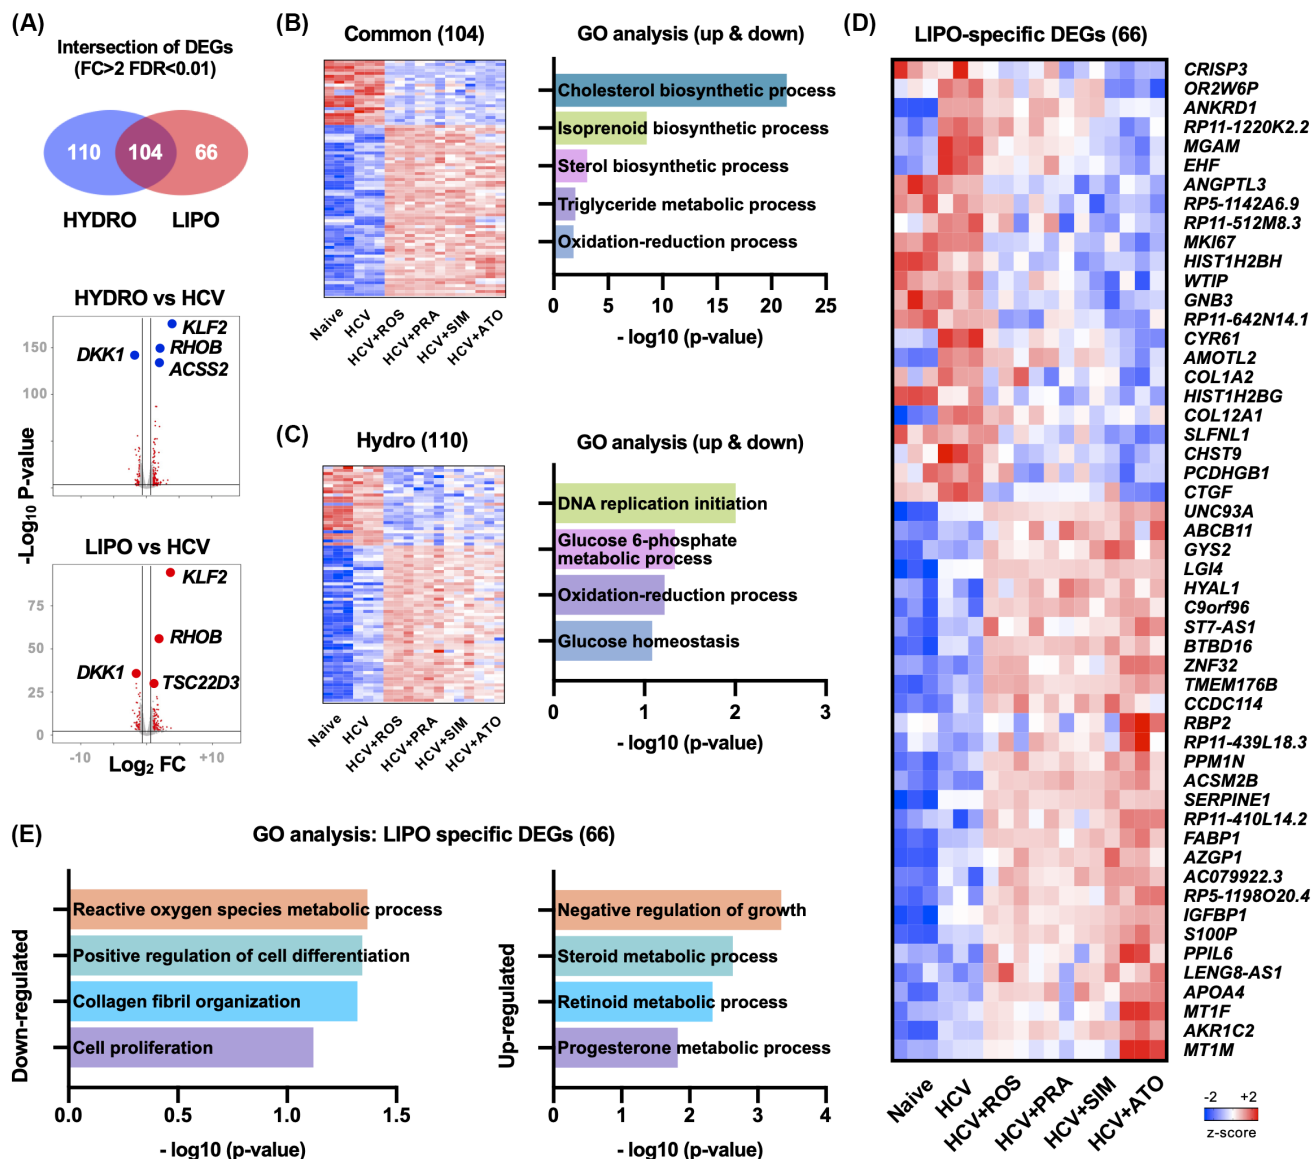 (A)
Intersection of DEGs
(FC>2 FDR<0.01)
110
104
66
HYDRO
LIPO
HYDRO vs HCV
KLF2
RHOB
DKK1
ACSS2
150
100
-Log10 P-value
LIPO vs HCV
KLF2
RHOB
DKK1
TSC22D3
75
50
25
0
-10
+10
Log2 FC
(B)
Common (104)
Naive
HCV
HCV+ROS
HCV+PRA
HCV+SIM
HCV+ATO
GO analysis (up & down)
Cholesterol biosynthetic process
Isoprenoid biosynthetic process
Sterol biosynthetic process
Triglyceride metabolic process
Oxidation-reduction process
0
5
10
15
20
25
- log10 (p-value)
(C)
Hydro (110)
Naive
HCV
HCV+ROS
HCV+PRA
HCV+SIM
HCV+ATO
GO analysis (up & down)
DNA replication initiation
Glucose 6-phosphate
metabolic process
Oxidation-reduction process
Glucose homeostasis
0
1
2
3
- log10 (p-value)
(D)
LIPO-specific DEGs (66)
CRISP3
OR2W6P
ANKRD1
RP11-1220K2.2
MGAM
EHF
ANGPTL3
RP5-1142A6.9
RP11-512M8.3
MKI67
HIST1H2BH
WTIP
GNB3
RP11-642N14.1
CYR61
AMOTL2
COL1A2
HIST1H2BG
COL12A1
SLFNL1
CHST9
PCDHGB1
CTGF
UNC93A
ABCB11
GYS2
LGI4
HYAL1
C9orf96
ST7-AS1
BTBD16
ZNF32
TMEM176B
CCDC114
RBP2
RP11-439L18.3
PPM1N
ACSM2B
SERPINE1
RP11-410L14.2
FABP1
AZGP1
AC079922.3
RP5-1198O20.4
IGFBP1
S100P
PPIL6
LENG8-AS1
APOA4
MT1F
AKR1C2
MT1M
Naive
HCV
HCV+ROS
HCV+PRA
HCV+SIM
HCV+ATO
-2
+2
z-score
(E)
GO analysis: LIPO specific DEGs (66)
Down-regulated
Reactive oxygen species metabolic process
Positive regulation of cell differentiation
Collagen fibril organization
Cell proliferation
0.0
0.5
1.0
1.5
- log10 (p-value)
Up-regulated
Negative regulation of growth
Steroid metabolic process
Retinoid metabolic process
Progesterone metabolic process
0
1
2
3
4
- log10 (p-value)